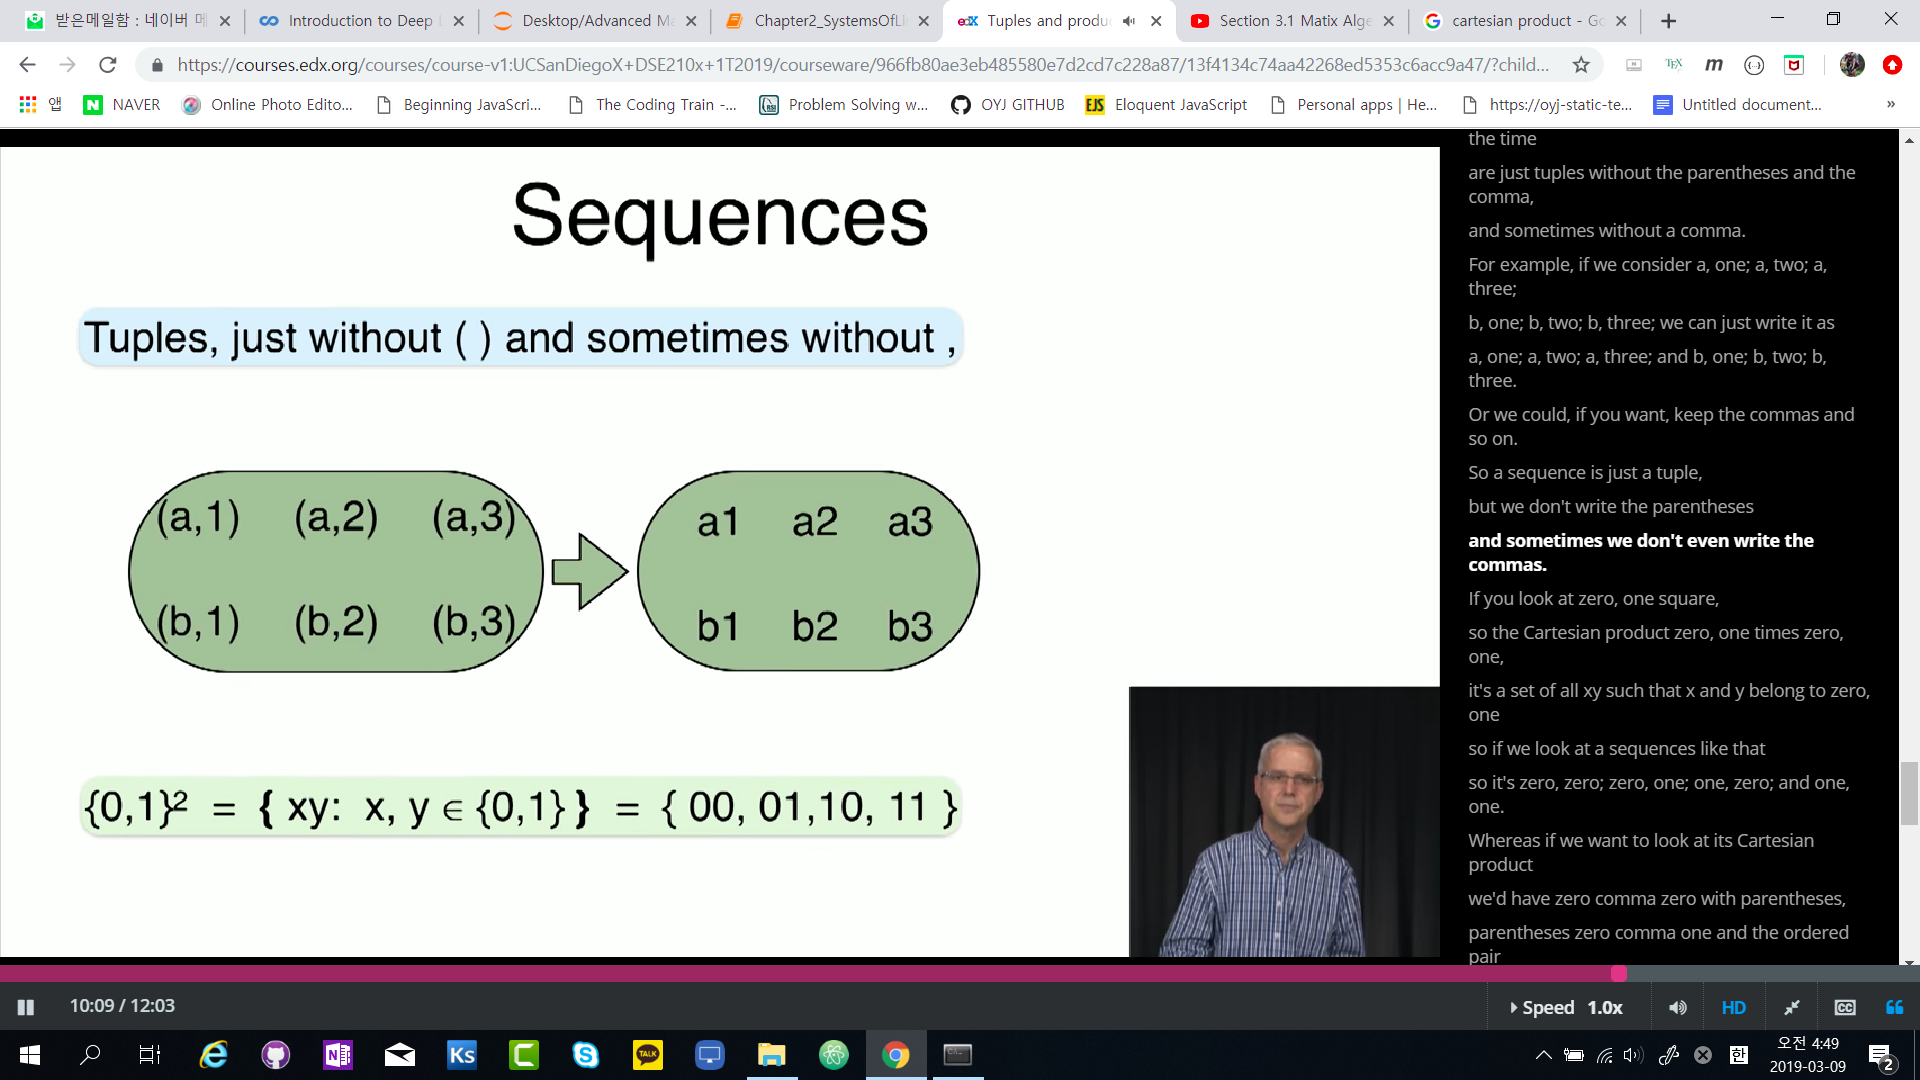 받은메일함 : 네이버 메
Introduction to Deep L
Desktop/Advanced Ma
Chapter2_SystemsOfLi
edX Tuples and produ
Section 3.1 Matix Alge
cartesian product - Go
https://courses.edx.org/courses/course-v1:UCSanDiegoX+DSE210x+1T2019/courseware/966fb80ae3eb485580e7d2cd7c228a87/13f4134c74aa42268ed5353c6acc9a47/?child...
TEX
m
앱
N NAVER
Online Photo Edito...
Beginning JavaScri...
The Coding Train -...
Problem Solving w...
OYJ GITHUB
EJS Eloquent JavaScript
Personal apps | He...
https://oyj-static-te...
Untitled document...
»
Sequences
Tuples, just without ( ) and sometimes without ,
(a,1) (a,2) (a,3)
(b,1) (b,2) (b,3)
a1 a2 a3
b1 b2 b3
{0,1}² = { xy: x, y ∈ {0,1} } = { 00, 01,10, 11 }
the time
are just tuples without the parentheses and the
comma,
and sometimes without a comma.
For example, if we consider a, one; a, two; a,
three;
b, one; b, two; b, three; we can just write it as
a, one; a, two; a, three; and b, one; b, two; b,
three.
Or we could, if you want, keep the commas and
so on.
So a sequence is just a tuple,
but we don't write the parentheses
and sometimes we don't even write the
commas.
If you look at zero, one square,
so the Cartesian product zero, one times zero,
one,
it's a set of all xy such that x and y belong to zero,
one
so if we look at a sequences like that
so it's zero, zero; zero, one; one, zero; and one,
one.
Whereas if we want to look at its Cartesian
product
we'd have zero comma zero with parentheses,
parentheses zero comma one and the ordered
pair
10:09 / 12:03
Speed 1.0x
HD
CC
N
Ks
C
S
TALK
한
오전 4:49
2019-03-09
2